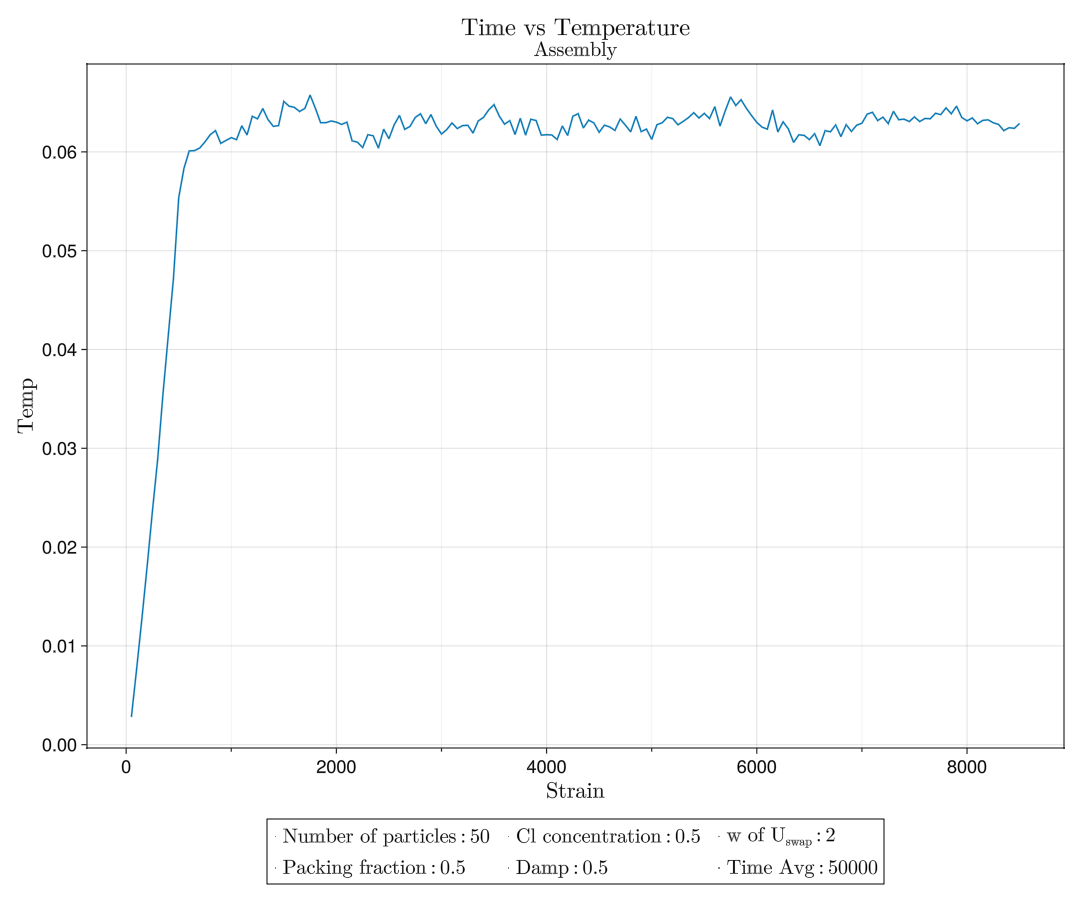 Time vs Temperature
Assembly
Temp
0.06
0.05
0.04
0.03
0.02
0.01
0.00
0 2000 4000 6000 8000
Strain
Number of particles : 50 Cl concentration : 0.5 w of U_swap : 2
Packing fraction : 0.5 Damp : 0.5 Time Avg : 50000